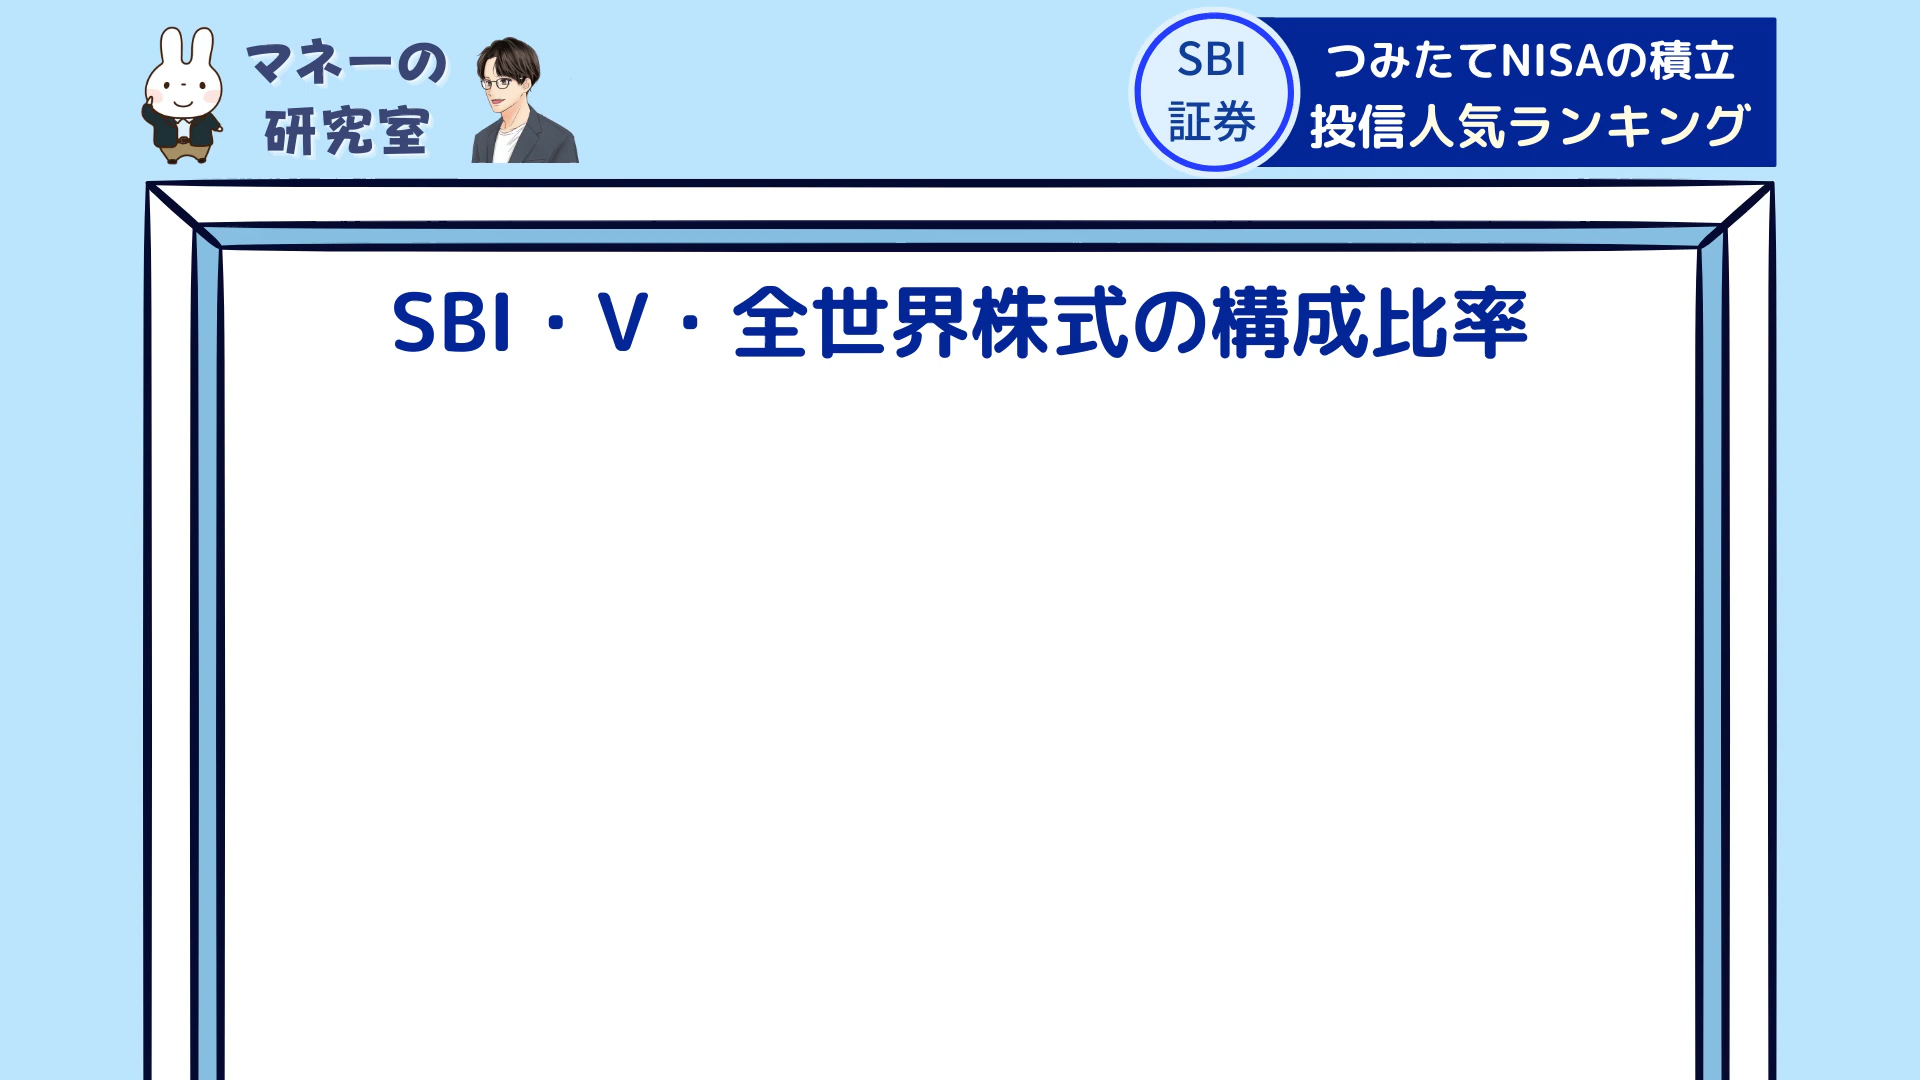 マネーの
研究室
SBI
証券
つみたてNISAの積立
投信人気ランキング
SBI・V・全世界株式の構成比率